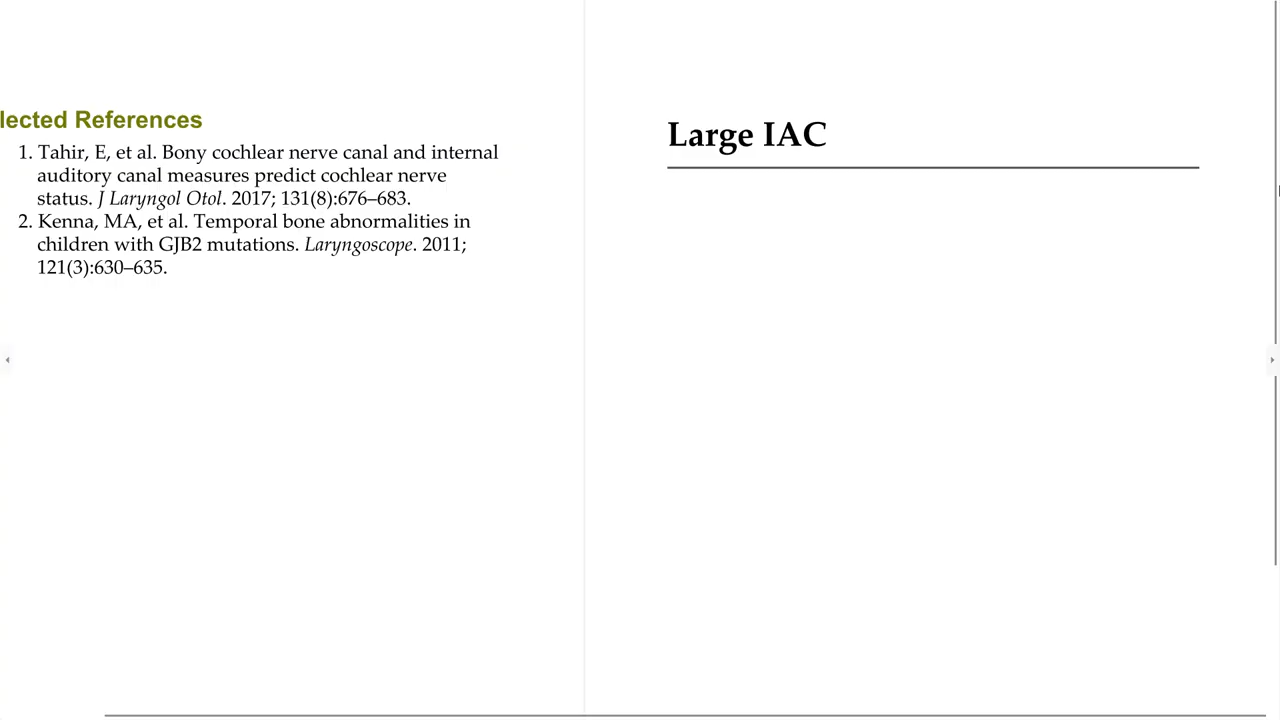 lected References
1. Tahir, E, et al. Bony cochlear nerve canal and internal
auditory canal measures predict cochlear nerve
status. J Laryngol Otol. 2017; 131(8):676–683.
2. Kenna, MA, et al. Temporal bone abnormalities in
children with GJB2 mutations. Laryngoscope. 2011;
121(3):630–635.
Large IAC